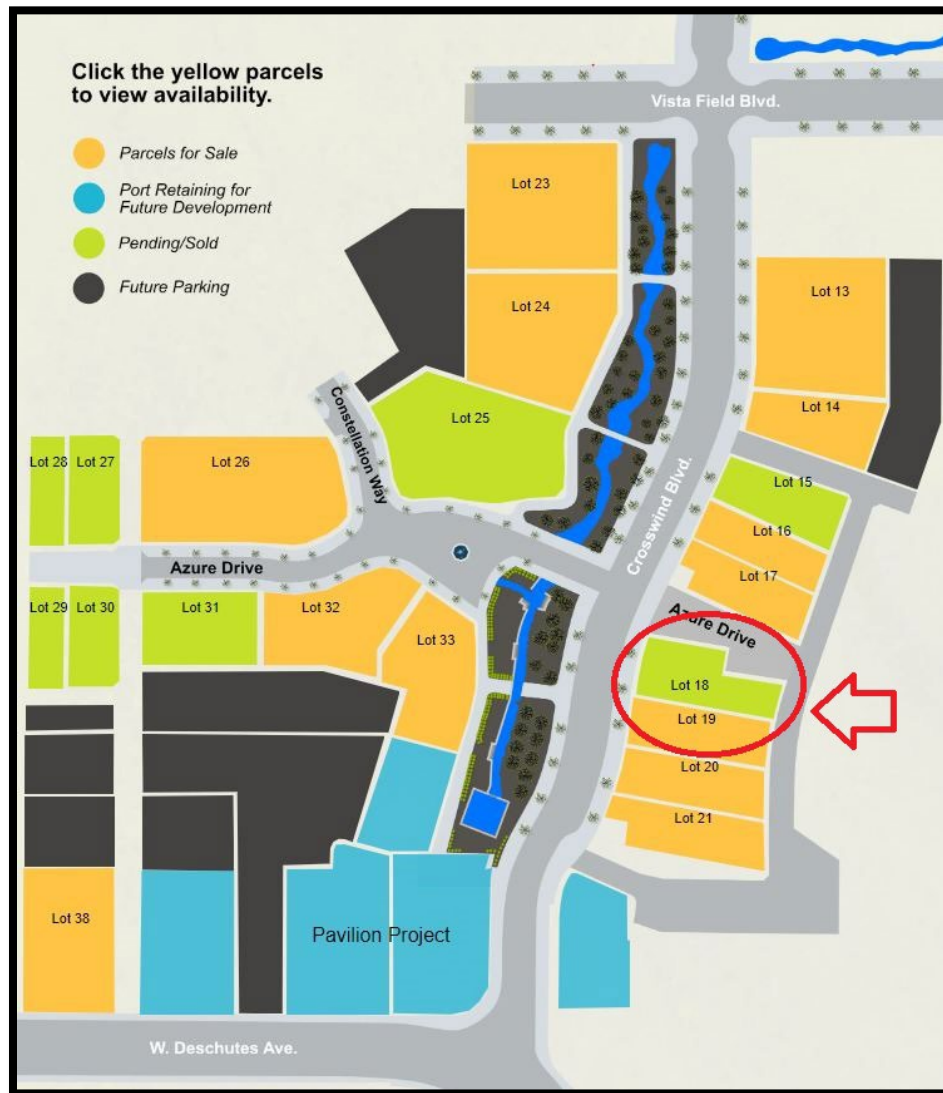 Click the yellow parcels
to view availability.
Parcels for Sale
Port Retaining for
Future Development
Pending/Sold
Future Parking
Vista Field Blvd.
Lot 23
Lot 24
Lot 13
Lot 14
Constellation Way
Lot 25
Lot 28
Lot 27
Lot 26
Crosswind Blvd.
Lot 15
Lot 16
Lot 17
Azure Drive
Azure Drive
Lot 29
Lot 30
Lot 31
Lot 32
Lot 33
Lot 18
Lot 19
Lot 20
Lot 21
Lot 38
Pavilion Project
W. Deschutes Ave.